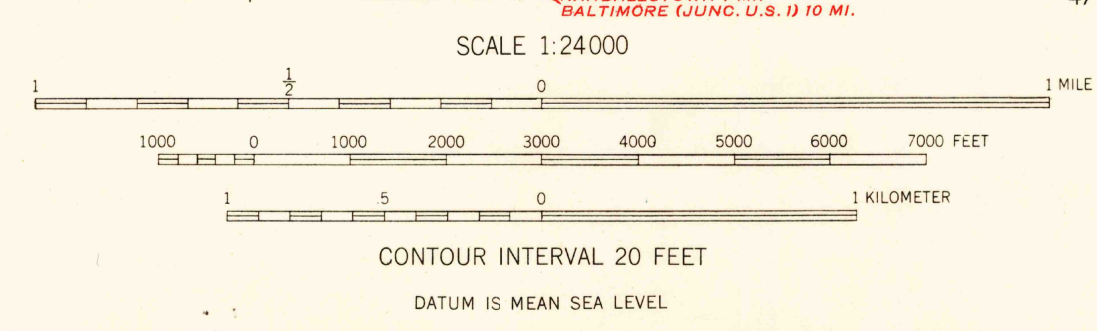 BALTIMORE (JUNC. U.S. 1) 10 MI.
SCALE 1:24000
1 1/2 0 1 MILE
1000 0 1000 2000 3000 4000 5000 6000 7000 FEET
1 .5 0 1 KILOMETER
CONTOUR INTERVAL 20 FEET
DATUM IS MEAN SEA LEVEL